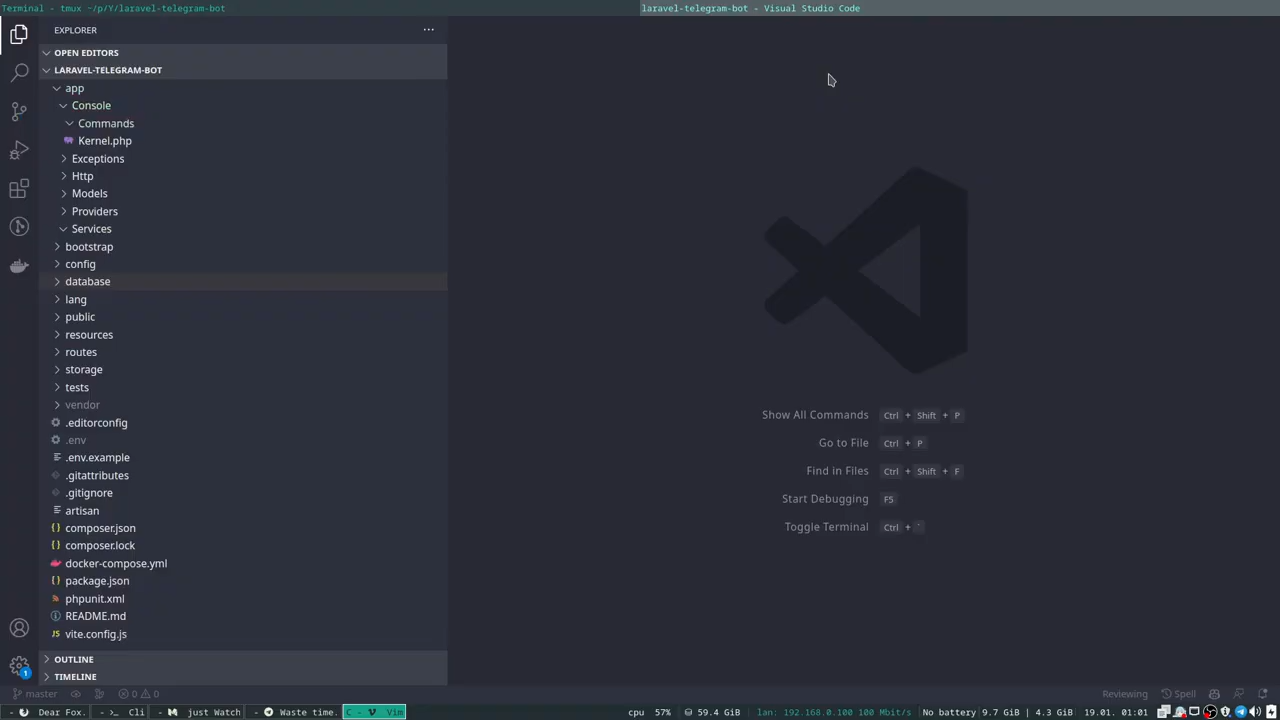 Terminal - tmux ~/p/Y/laravel-telegram-bot
laravel-telegram-bot - Visual Studio Code
EXPLORER
OPEN EDITORS
LARAVEL-TELEGRAM-BOT
app
Console
Commands
Kernel.php
Exceptions
Http
Models
Providers
Services
bootstrap
config
database
lang
public
resources
routes
storage
tests
vendor
.editorconfig
.env
.env.example
.gitattributes
.gitignore
artisan
composer.json
composer.lock
docker-compose.yml
package.json
phpunit.xml
README.md
vite.config.js
OUTLINE
TIMELINE
Show All Commands Ctrl + Shift + P
Go to File Ctrl + P
Find in Files Ctrl + Shift + F
Start Debugging F5
Toggle Terminal Ctrl + `
1
master 0 0 Reviewing Spell
- Dear Fox. - >_ Cli - just Watch - Waste time. C - Vim cpu 57% 59.4 GiB lan: 192.168.0.100 100 Mbit/s No battery 9.7 GiB | 4.3 GiB 19.01. 01:01